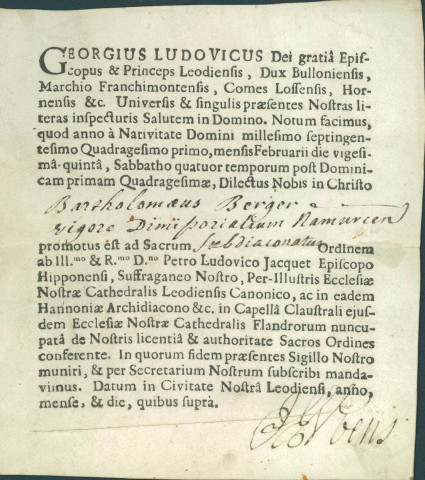 GEORGIUS LUDOVICUS Dei gratiâ Epis-
copus & Princeps Leodiensis, Dux Bulloniensis,
Marchio Franchimontensis, Comes Lossensis, Hor-
nensis &c. Universis & singulis præsentes Nostras li-
teras inspecturis Salutem in Domino. Notum facimus,
quod anno à Nativitate Domini millesimo septingen-
tesimo Quadragesimo primo, mensis Februarii die vigesi-
mâ-quintâ, Sabbatho quatuor temporum post Domini-
cam primam Quadragesimæ, Dilectus Nobis in Christo
Bartholomæus Berger
vigore Dimissorialium Namurcen
promotus est ad Sacrum Subdiaconatus Ordinem
ab Ill.mo & R.mo D.no Petro Ludovico Jacquet Episcopo
Hipponensi, Suffraganeo Nostro, Per-Illustris Ecclesiæ
Nostræ Cathedralis Leodiensis Canonico, ac in eadem
Hannoniæ Archidiacono &c. in Capellâ Claustrali ejus-
dem Ecclesiæ Nostræ Cathedralis Flandrorum nuncu-
patâ de Nostris licentiâ & authoritate Sacros Ordines
conferente. In quorum fidem præsentes Sigillo Nostro
muniri, & per Secretarium Nostrum subscribi manda-
vimus. Datum in Civitate Nostrâ Leodiensi, anno,
mense, & die, quibus suprà.